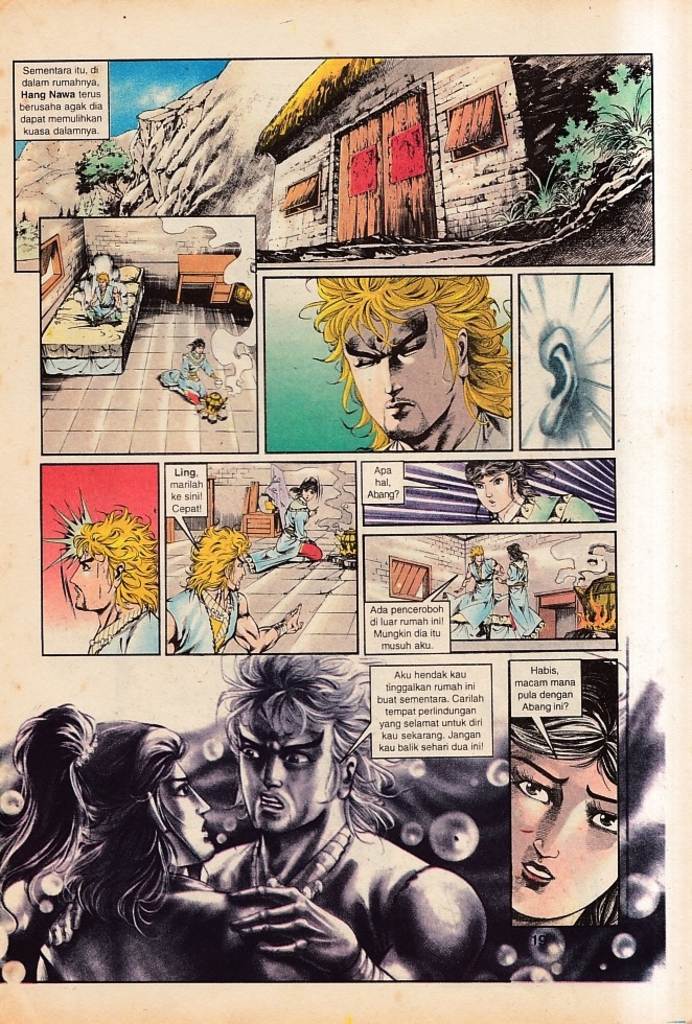 Sementara itu, di
dalam rumahnya,
Hang Nawa terus
berusaha agak dia
dapat memulihkan
kuasa dalamnya.
Ling,
marilah
ke sini!
Cepat!
Apa
hal,
Abang?
Ada penceroboh
di luar rumah ini!
Mungkin dia itu
musuh aku.
Aku hendak kau
tinggalkan rumah ini
buat sementara. Carilah
tempat perlindungan
yang selamat untuk diri
kau sementara. Jangan
kau balik sehari dua ini!
Habis,
macam mana
pula dengan
Abang ini?
19